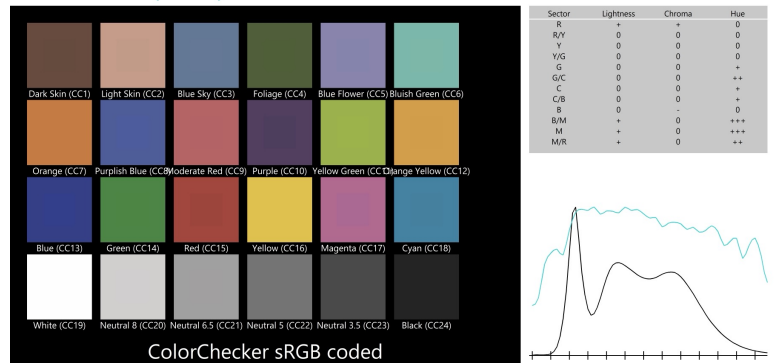 Dark Skin (CC1) Light Skin (CC2) Blue Sky (CC3) Foliage (CC4) Blue Flower (CC5) Bluish Green (CC6)
Orange (CC7) Purplish Blue (CC8) Moderate Red (CC9) Purple (CC10) Yellow Green (CC11) Orange Yellow (CC12)
Blue (CC13) Green (CC14) Red (CC15) Yellow (CC16) Magenta (CC17) Cyan (CC18)
White (CC19) Neutral 8 (CC20) Neutral 6.5 (CC21) Neutral 5 (CC22) Neutral 3.5 (CC23) Black (CC24)
ColorChecker sRGB coded
Sector Lightness Chroma Hue
R + + 0
R/Y 0 0 0
Y 0 0 0
Y/G 0 0 0
G 0 0 +
G/C 0 0 ++
C 0 0 +
C/B 0 0 +
B 0 - 0
B/M + 0 +++
M + 0 +++
M/R + 0 ++